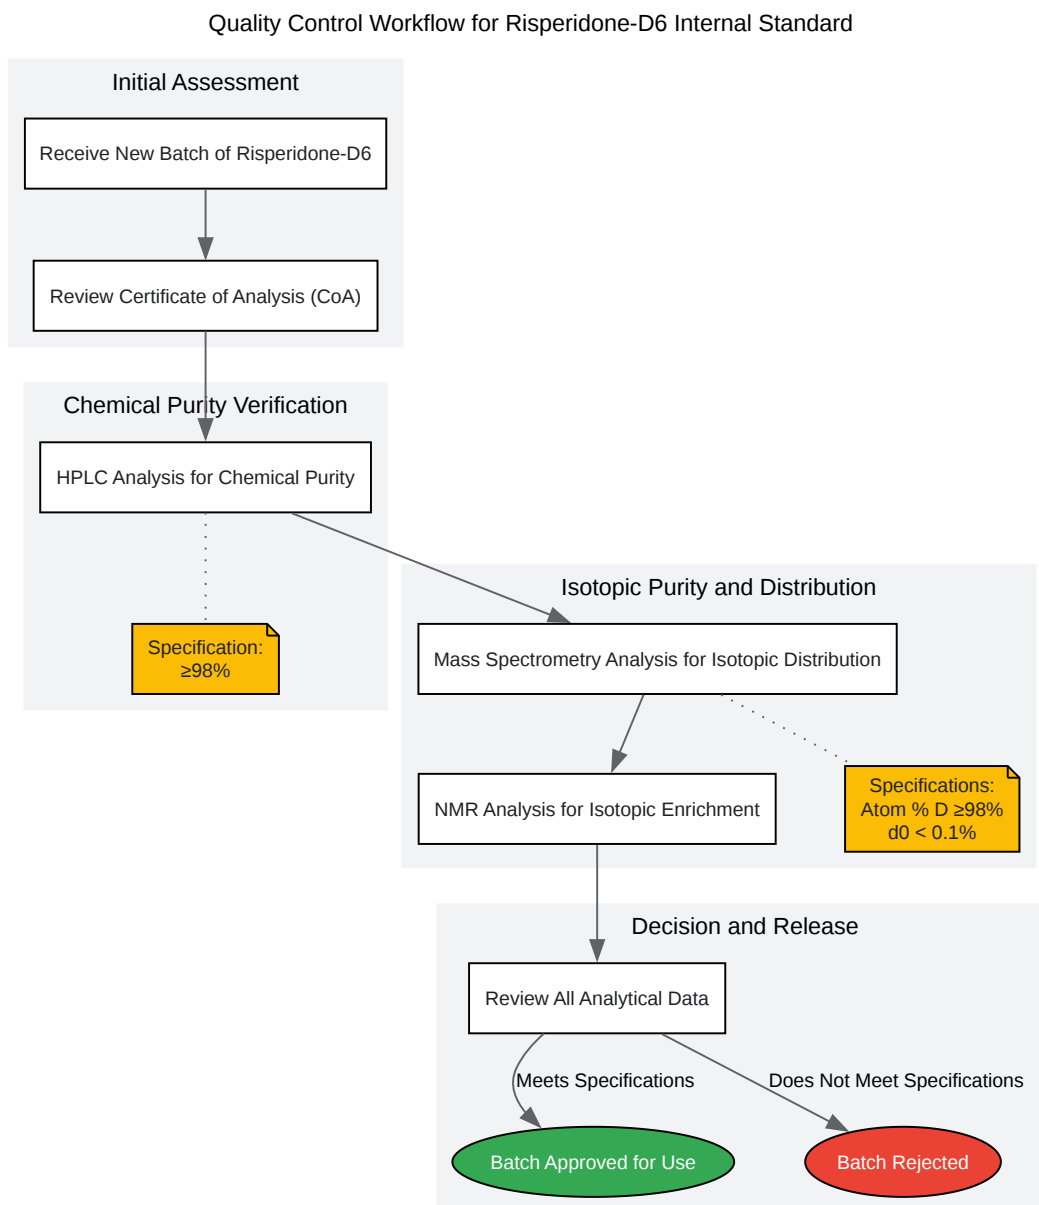 Quality Control Workflow for Risperidone-D6 Internal Standard
Initial Assessment
Receive New Batch of Risperidone-D6
Review Certificate of Analysis (CoA)
Chemical Purity Verification
HPLC Analysis for Chemical Purity
Specification:
≥98%
Isotopic Purity and Distribution
Mass Spectrometry Analysis for Isotopic Distribution
NMR Analysis for Isotopic Enrichment
Specifications:
Atom % D ≥98%
d0 < 0.1%
Decision and Release
Review All Analytical Data
Meets Specifications
Does Not Meet Specifications
Batch Approved for Use
Batch Rejected